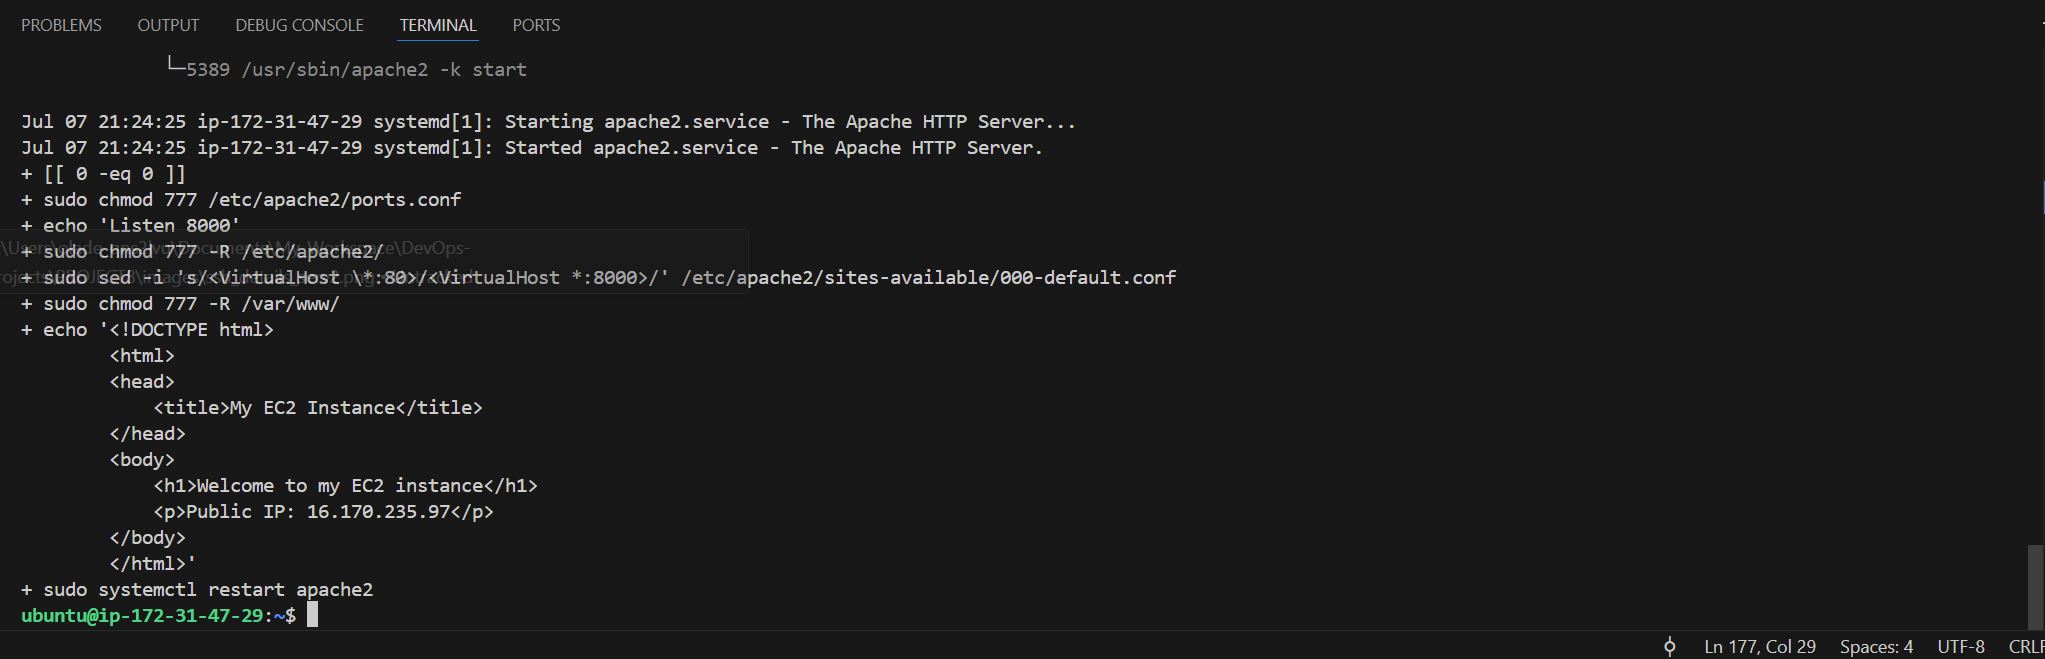 PROBLEMS OUTPUT DEBUG CONSOLE TERMINAL PORTS
└─5389 /usr/sbin/apache2 -k start
Jul 07 21:24:25 ip-172-31-47-29 systemd[1]: Starting apache2.service - The Apache HTTP Server...
Jul 07 21:24:25 ip-172-31-47-29 systemd[1]: Started apache2.service - The Apache HTTP Server.
+ [[ 0 -eq 0 ]]
+ sudo chmod 777 /etc/apache2/ports.conf
+ echo 'Listen 8000'
+ sudo chmod 777 -R /etc/apache2/
+ sudo sed -i 's/<VirtualHost \*:80>/<VirtualHost *:8000>/' /etc/apache2/sites-available/000-default.conf
+ sudo chmod 777 -R /var/www/
+ echo '<!DOCTYPE html>
<html>
<head>
<title>My EC2 Instance</title>
</head>
<body>
<h1>Welcome to my EC2 instance</h1>
<p>Public IP: 16.170.235.97</p>
</body>
</html>'
+ sudo systemctl restart apache2
ubuntu@ip-172-31-47-29:~$
Ln 177, Col 29 Spaces: 4 UTF-8 CRLF